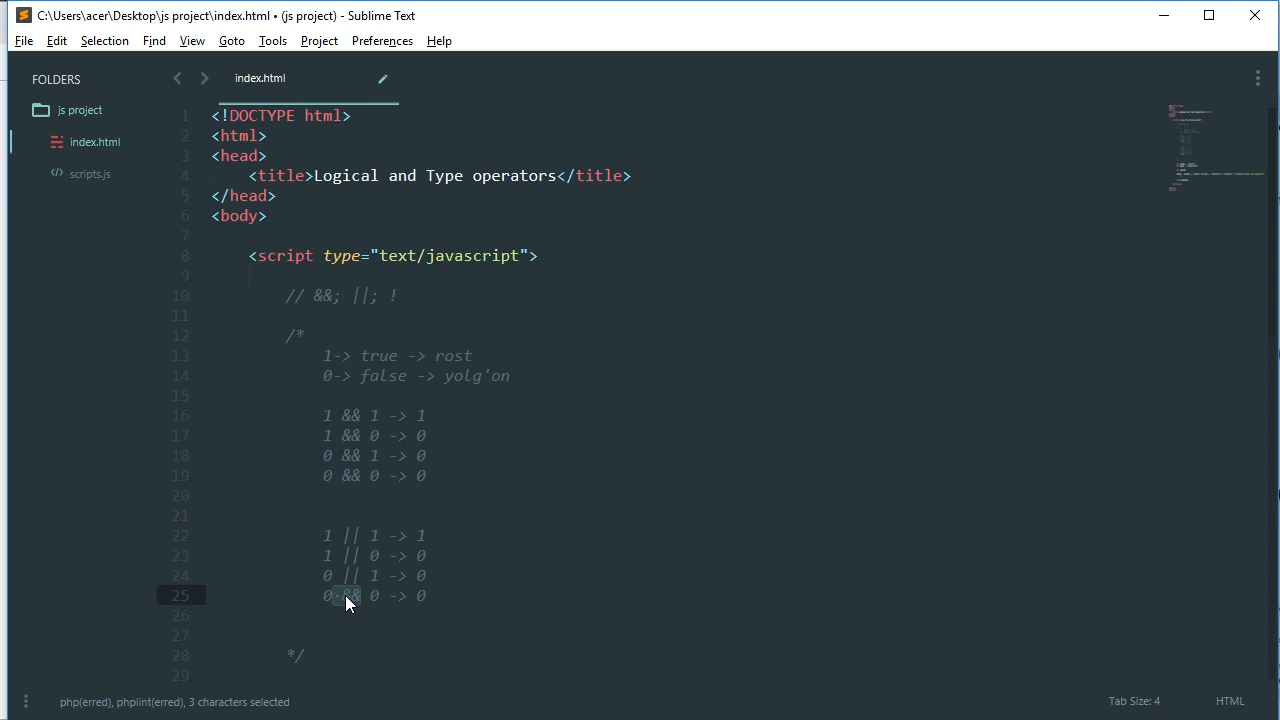 C:\Users\acer\Desktop\js project\index.html • (js project) - Sublime Text
File Edit Selection Find View Goto Tools Project Preferences Help
FOLDERS
js project
index.html
scripts.js
index.html
1 <!DOCTYPE html>
2 <html>
3 <head>
4 <title>Logical and Type operators</title>
5 </head>
6 <body>
7
8 <script type="text/javascript">
9
10 // &&; ||; !
11
12 /*
13 1-> true -> rost
14 0-> false -> yolg'on
15
16 1 && 1 -> 1
17 1 && 0 -> 0
18 0 && 1 -> 0
19 0 && 0 -> 0
20
21
22 1 || 1 -> 1
23 1 || 0 -> 0
24 0 || 1 -> 0
25 0 && 0 -> 0
26
27
28 */
29
php(erred), phplint(erred), 3 characters selected
Tab Size: 4
HTML